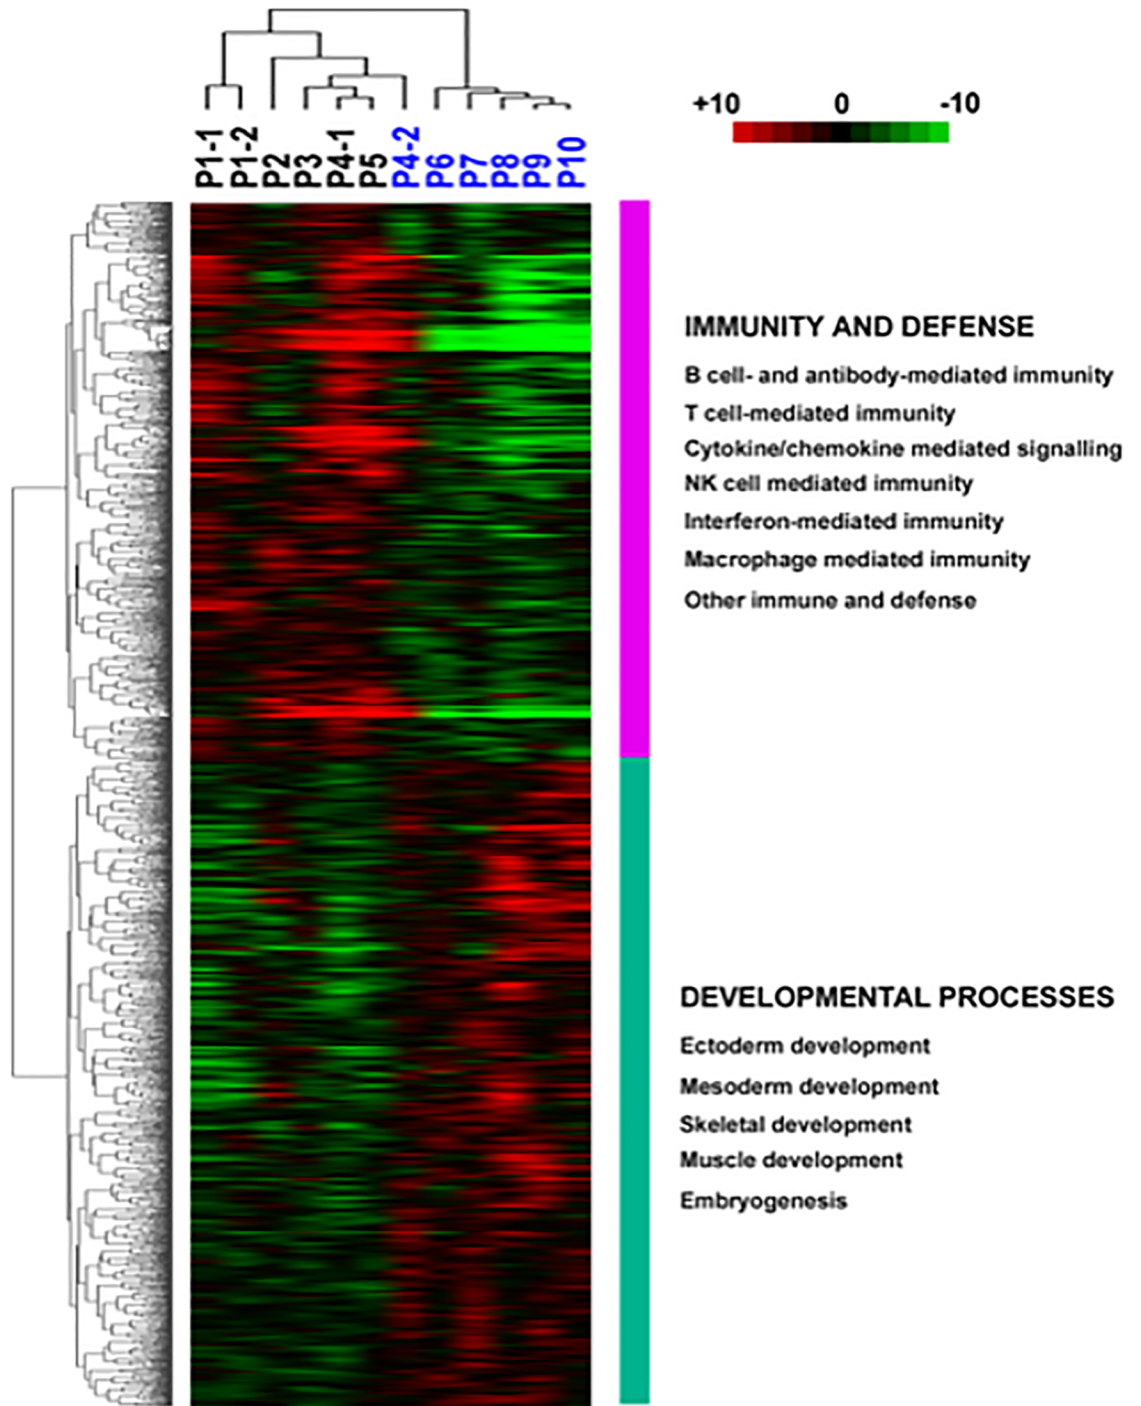 +10 0 -10
P1-1 P1-2 P2 P3 P4-1 P5 P4-2 P6 P7 P8 P9 P10
IMMUNITY AND DEFENSE
B cell- and antibody-mediated immunity
T cell-mediated immunity
Cytokine/chemokine mediated signalling
NK cell mediated immunity
Interferon-mediated immunity
Macrophage mediated immunity
Other immune and defense
DEVELOPMENTAL PROCESSES
Ectoderm development
Mesoderm development
Skeletal development
Muscle development
Embryogenesis